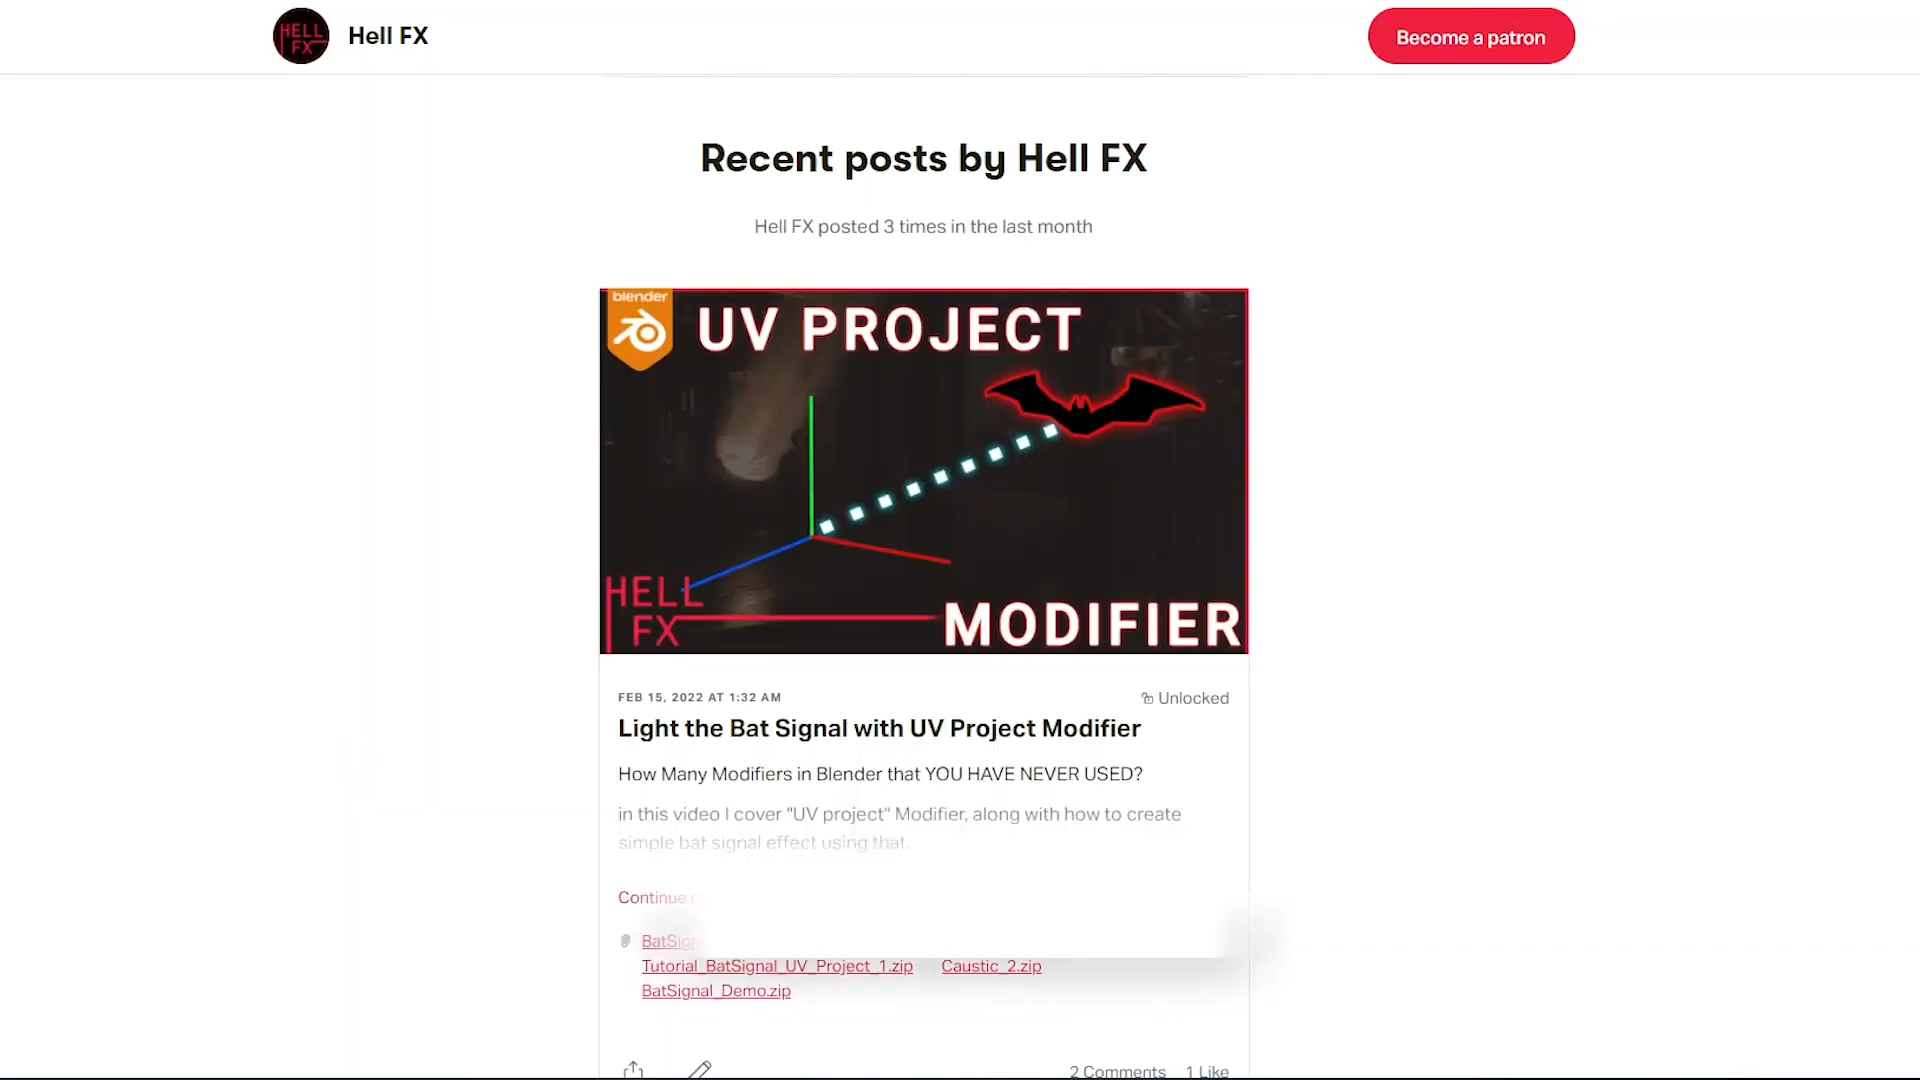 HELL
FX
Hell FX
Become a patron
Recent posts by Hell FX
Hell FX posted 3 times in the last month
blender
UV PROJECT
HELL
FX
MODIFIER
FEB 15, 2022 AT 1:32 AM
Unlocked
Light the Bat Signal with UV Project Modifier
How Many Modifiers in Blender that YOU HAVE NEVER USED?
in this video I cover "UV project" Modifier, along with how to create
simple bat signal effect using that.
Continue
BatSig
Tutorial_BatSignal_UV_Project_1.zip Caustic_2.zip
BatSignal_Demo.zip
2 Comments 1 Like